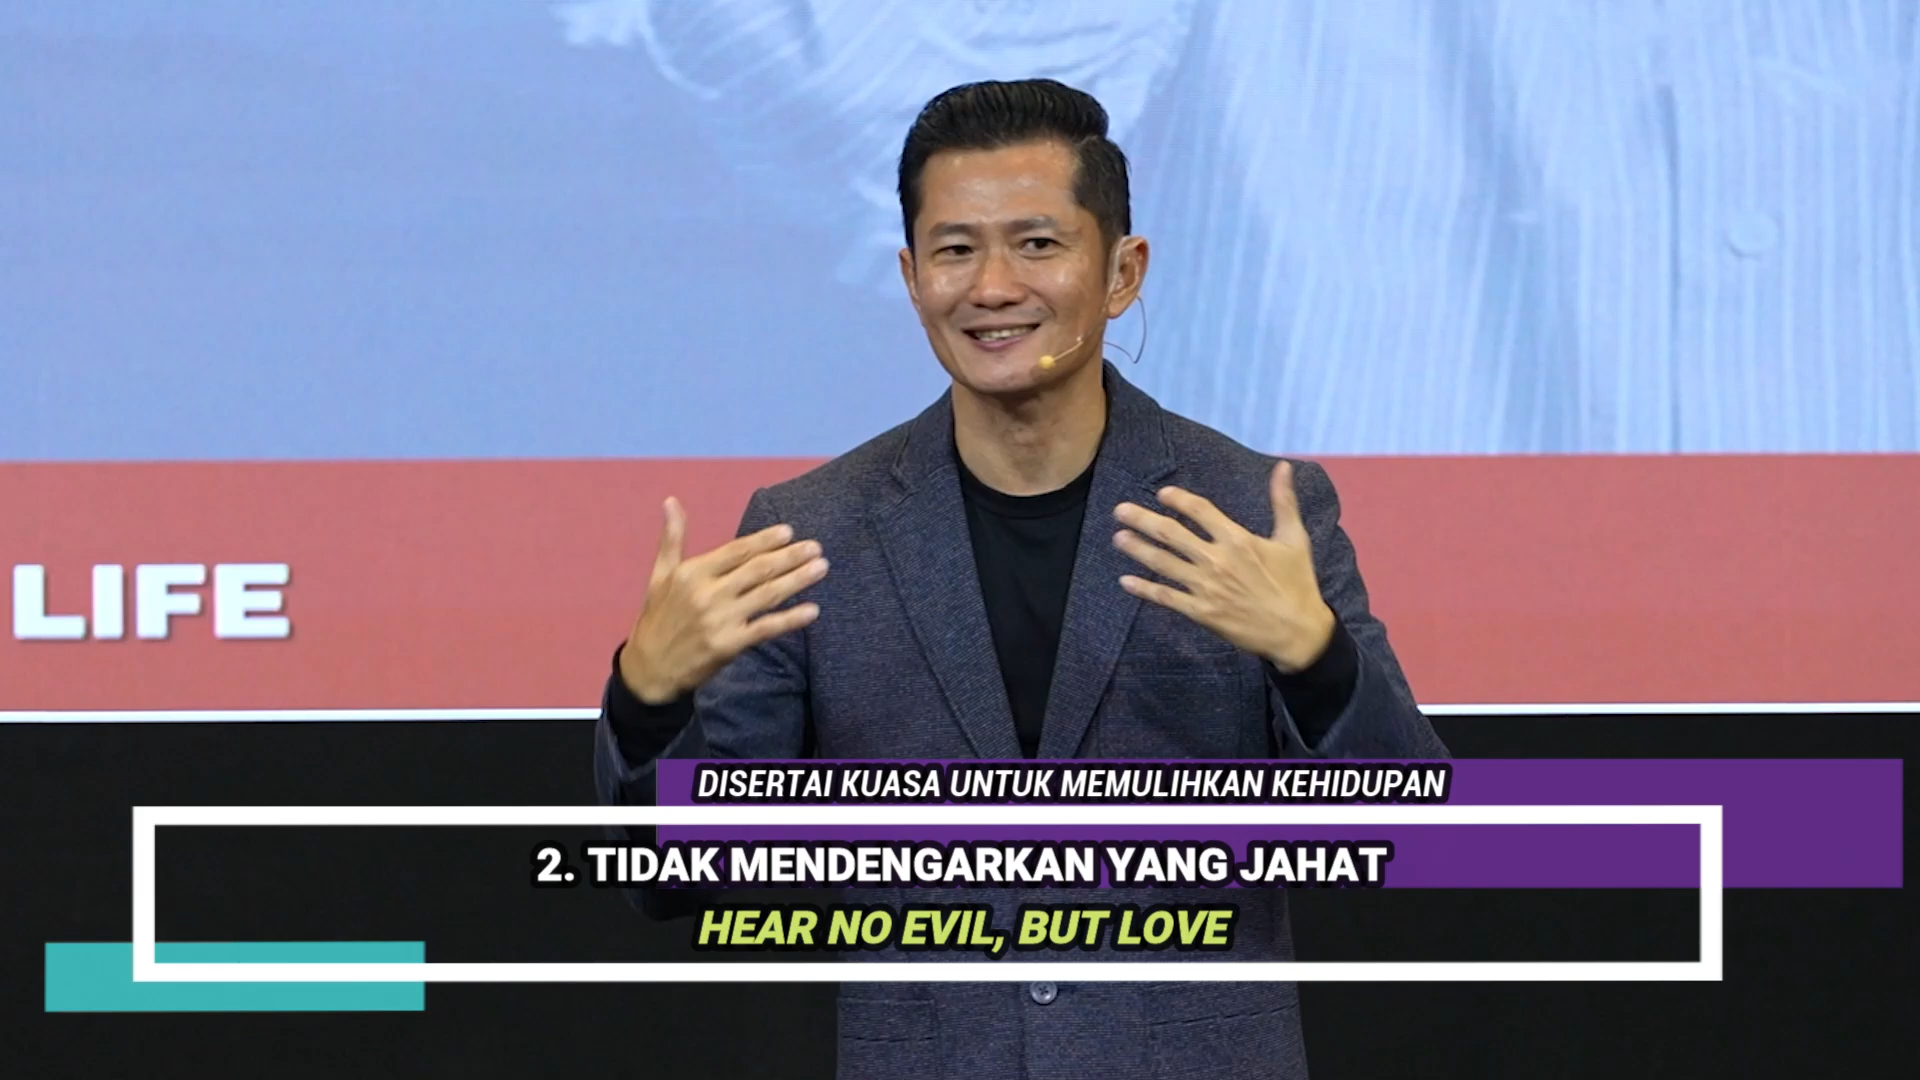 LIFE
DISERTAI KUASA UNTUK MEMULIHKAN KEHIDUPAN
2. TIDAK MENDENGARKAN YANG JAHAT
HEAR NO EVIL, BUT LOVE